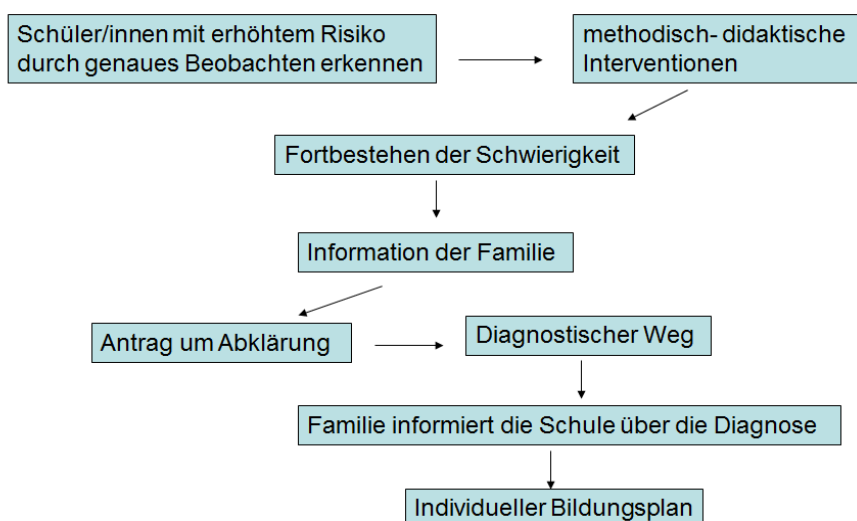 Schüler/innen mit erhöhtem Risiko
durch genaues Beobachten erkennen
methodisch- didaktische
Interventionen
Fortbestehen der Schwierigkeit
Information der Familie
Antrag um Abklärung
Diagnostischer Weg
Familie informiert die Schule über die Diagnose
Individueller Bildungsplan